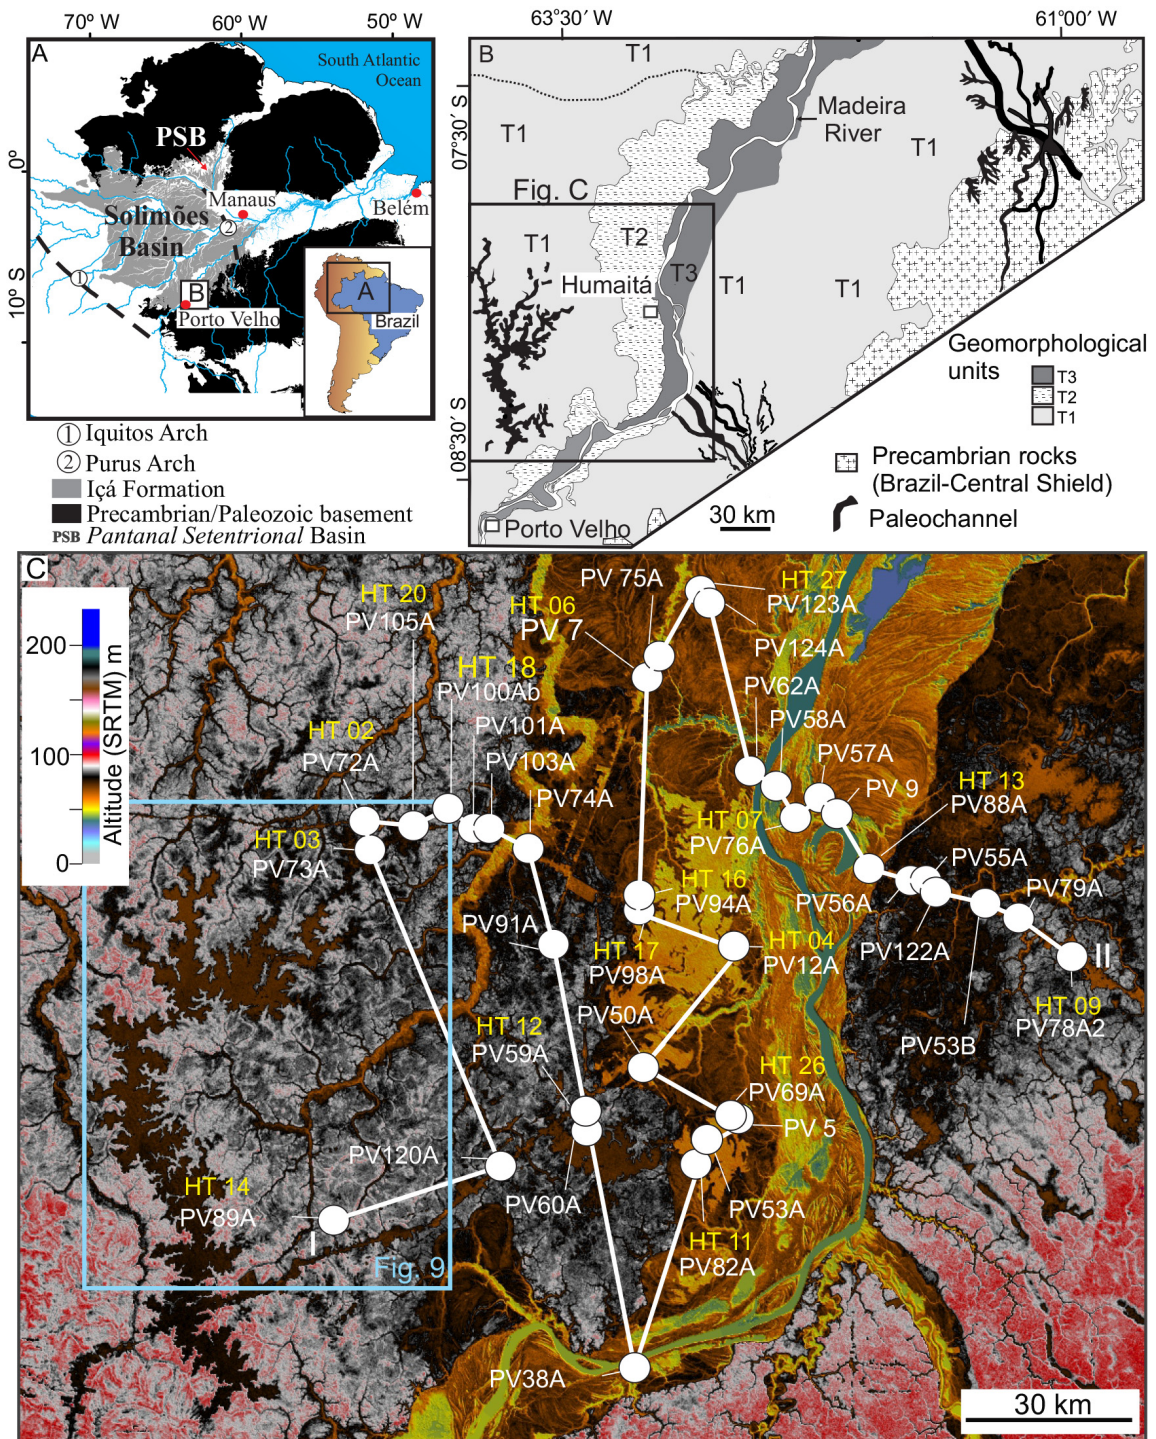 70° W
60° W
50° W
63°30' W
61°00' W
A
South Atlantic
Ocean
PSB
0°
Manaus
Belém
Solimões
Basin
2
1
10° S
B
Porto Velho
A
Brazil
1 Iquitos Arch
2 Purus Arch
Içá Formation
Precambrian/Paleozoic basement
PSB Pantanal Setentrional Basin
B
T1
T1
Madeira
River
T1
07°30' S
Fig. C
T1
T2
Humaitá
T3
T1
T1
08°30' S
Porto Velho
30 km
Geomorphological
units
T3
T2
T1
Precambrian rocks
(Brazil-Central Shield)
Paleochannel
C
Altitude (SRTM) m
200
100
0
HT 20
PV105A
HT 06
PV 7
PV 75A
HT 27
PV123A
PV124A
HT 18
PV100Ab
PV101A
PV103A
PV74A
HT 02
PV72A
HT 03
PV73A
PV62A
PV58A
PV57A
PV 9
HT 13
PV88A
HT 07
PV76A
PV55A
PV79A
PV56A
PV122A
PV53B
II
HT 09
PV78A2
HT 16
PV94A
HT 17
PV98A
HT 04
PV12A
PV91A
PV50A
HT 12
PV59A
HT 26
PV69A
PV 5
PV120A
PV60A
PV53A
HT 11
PV82A
HT 14
PV89A
I
Fig. 9
PV38A
30 km